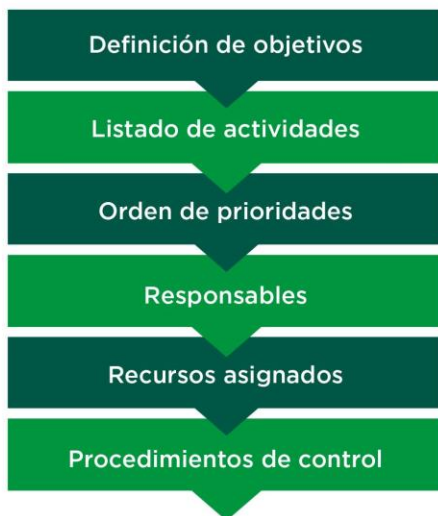 Definición de objetivos
Listado de actividades
Orden de prioridades
Responsables
Recursos asignados
Procedimientos de control